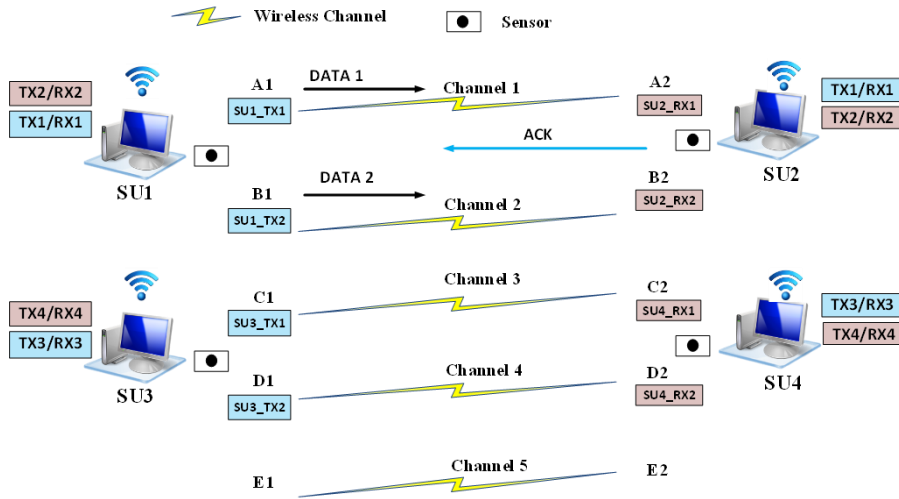 Wireless Channel
Sensor
TX2/RX2
TX1/RX1
SU1
A1
SU1_TX1
DATA 1
Channel 1
A2
SU2_RX1
TX1/RX1
TX2/RX2
SU2
ACK
B1
SU1_TX2
DATA 2
Channel 2
B2
SU2_RX2
TX4/RX4
TX3/RX3
SU3
C1
SU3_TX1
Channel 3
C2
SU4_RX1
TX3/RX3
TX4/RX4
SU4
D1
SU3_TX2
Channel 4
D2
SU4_RX2
E1
Channel 5
E2